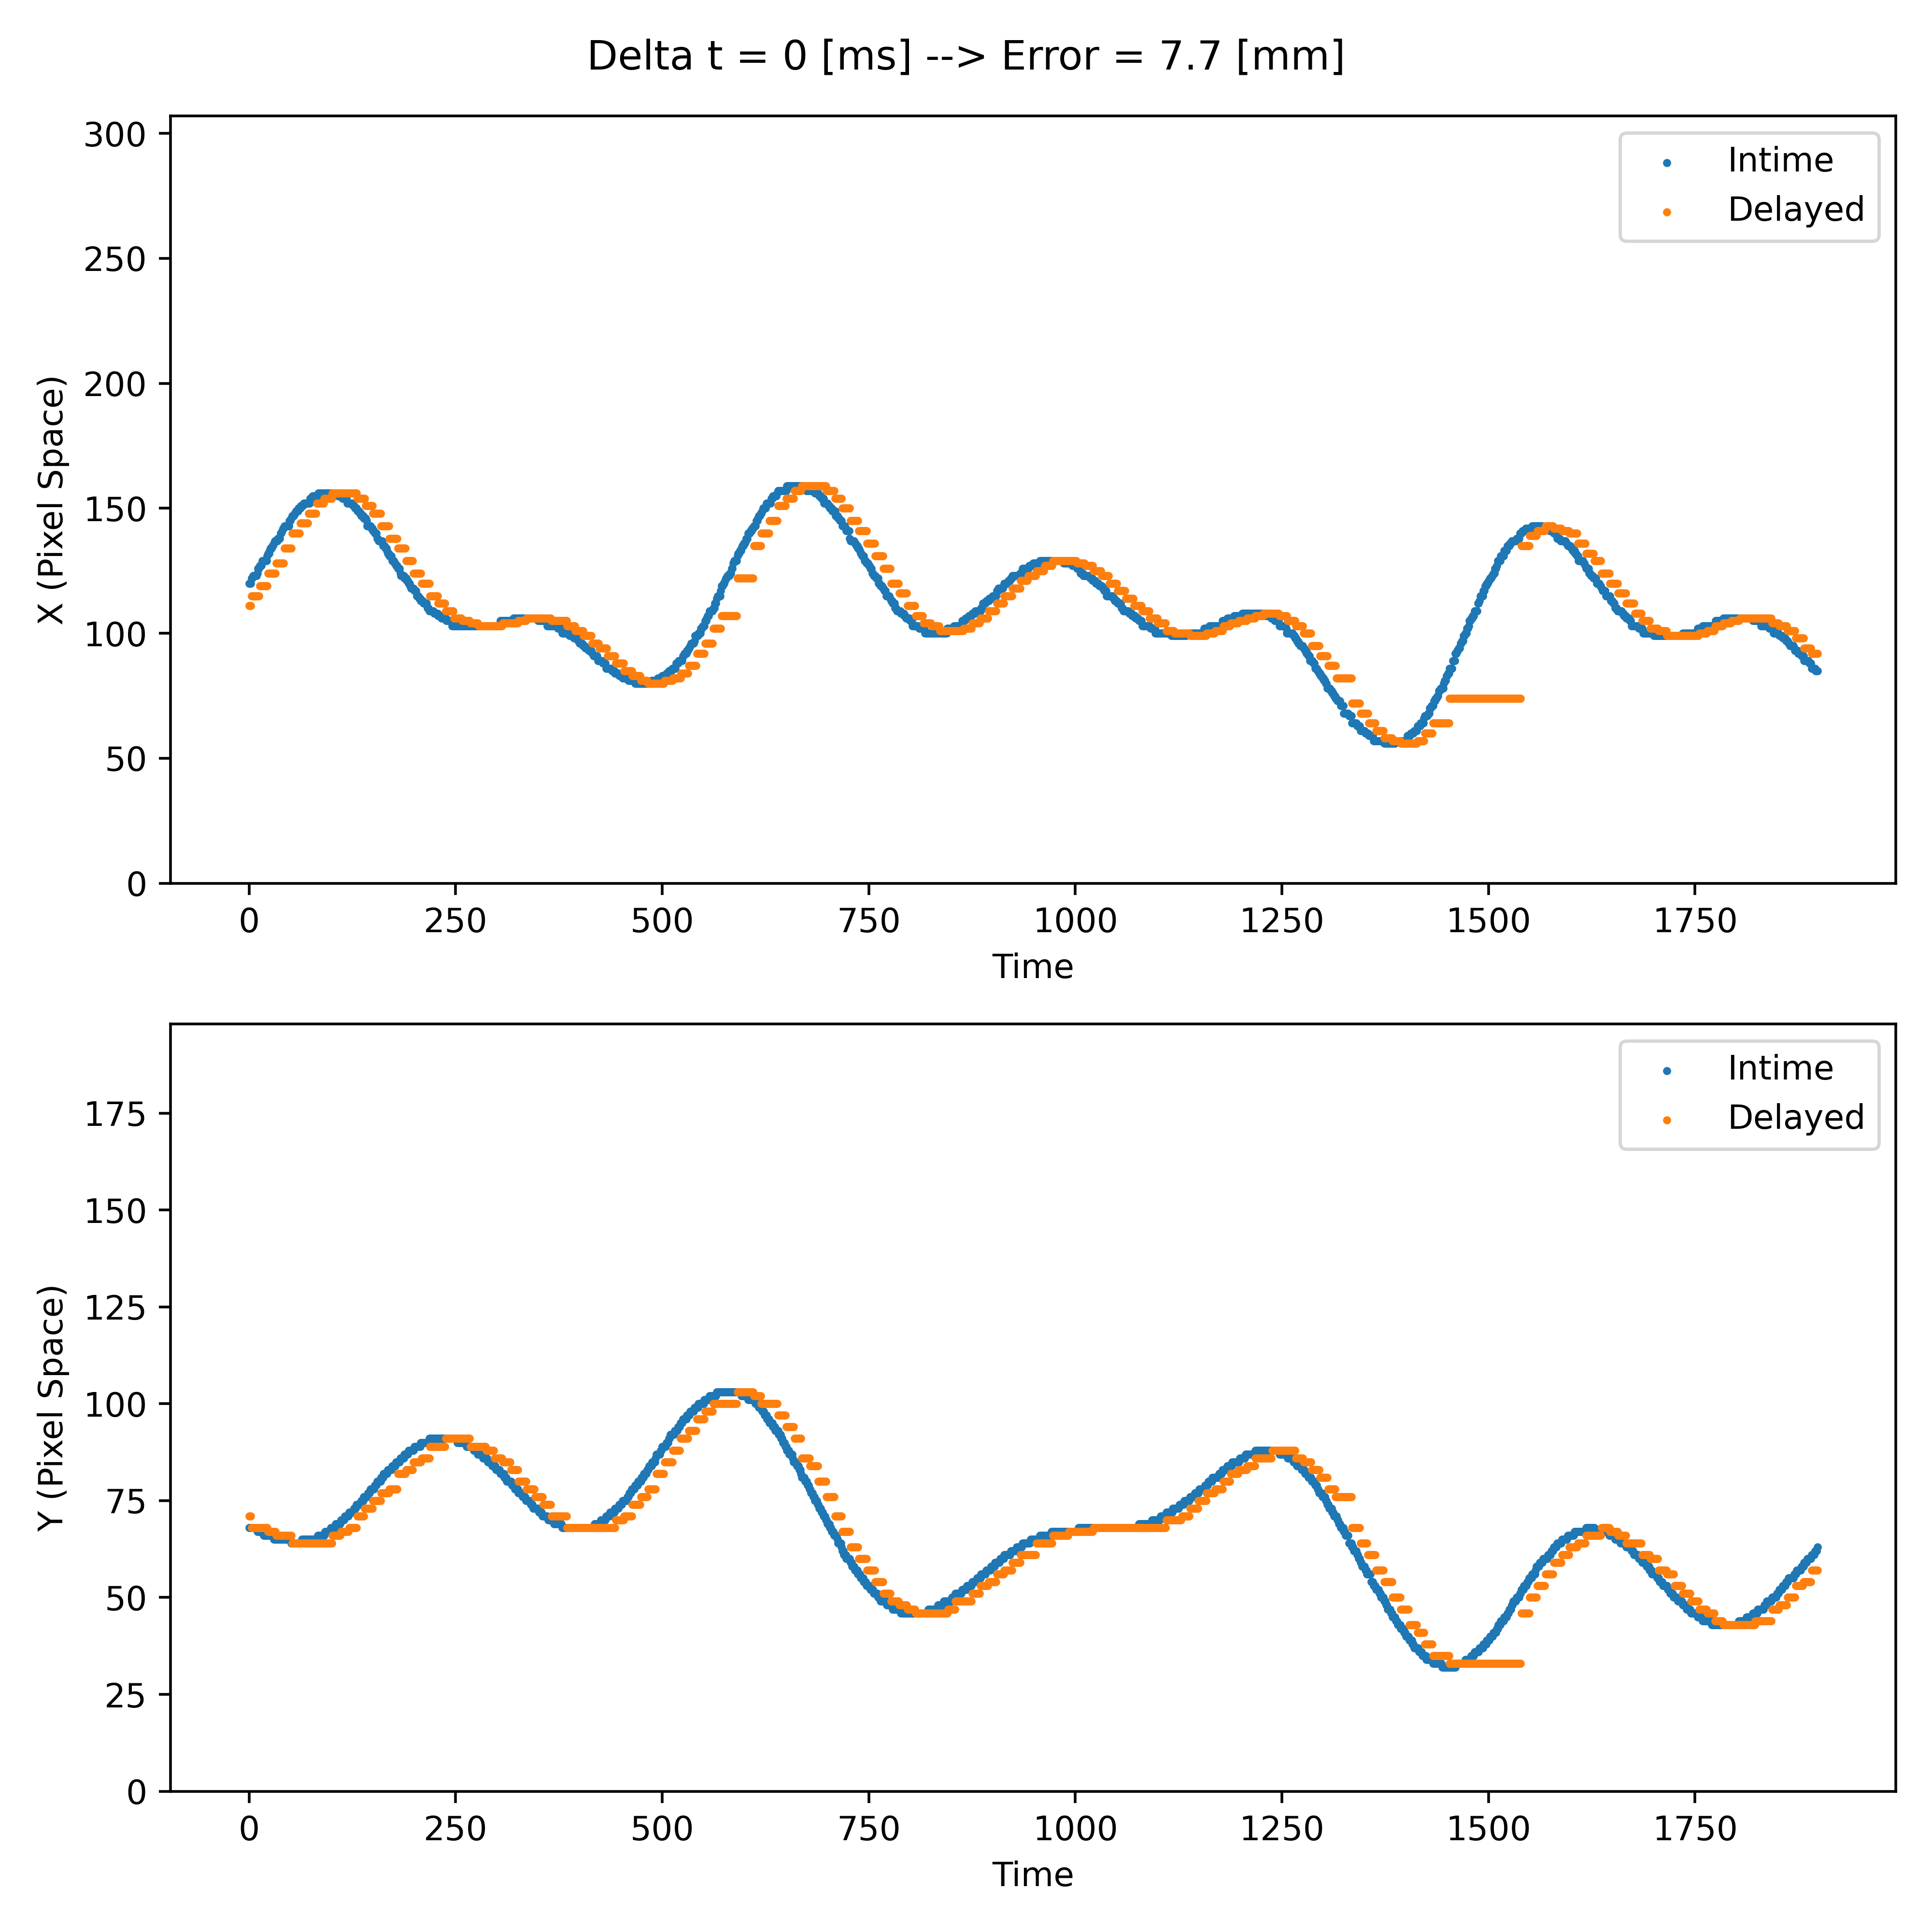 Delta t = 0 [ms] --> Error = 7.7 [mm]
300
250
200
150
100
50
0
X (Pixel Space)
Intime
Delayed
0 250 500 750 1000 1250 1500 1750
Time
175
150
125
100
75
50
25
0
Y (Pixel Space)
Intime
Delayed
0 250 500 750 1000 1250 1500 1750
Time